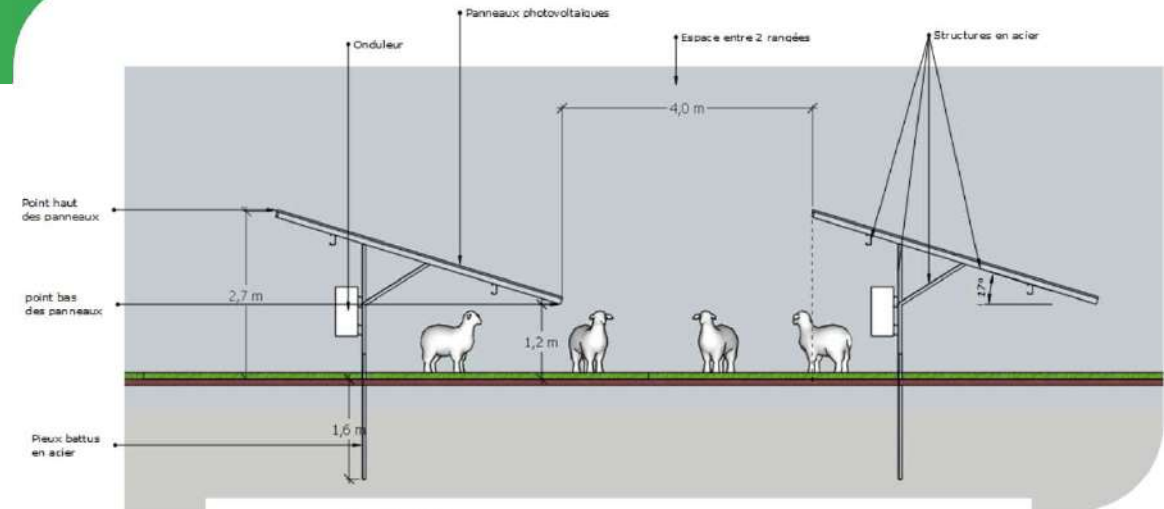 Panneaux photovoltaïques
Onduleur
Espace entre 2 rangées
Structures en acier
4,0 m
Point haut
des panneaux
2,7 m
point bas
des panneaux
1,2 m
17°
1,6 m
Pieux battus
en acier